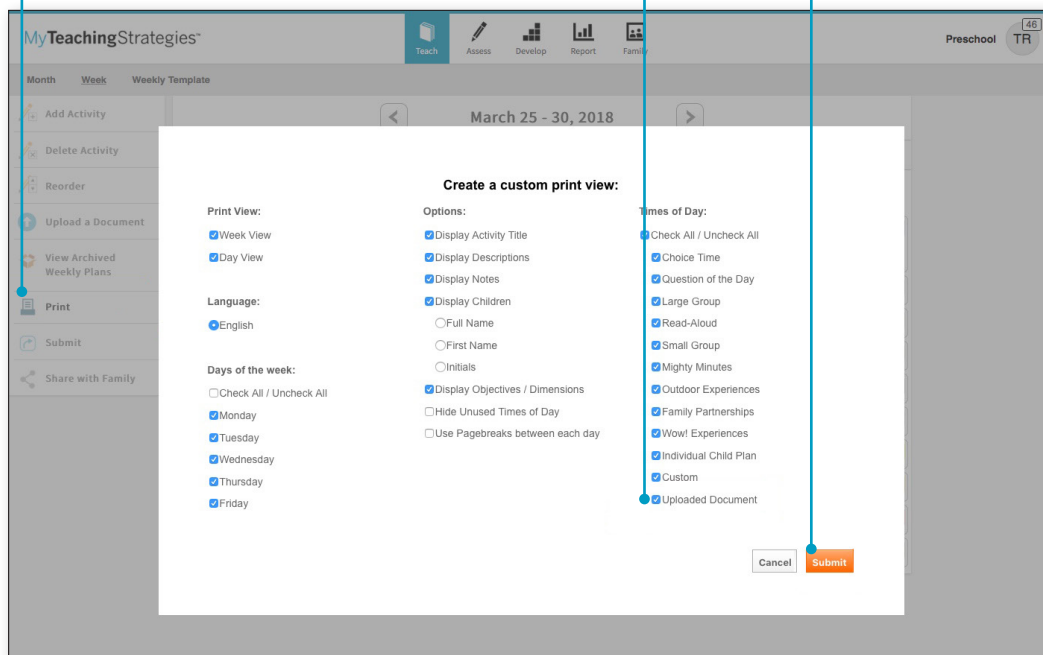 MyTeachingStrategies™
Teach
Assess
Develop
Report
Family
Preschool
TR
46
Month
Week
Weekly Template
Add Activity
Delete Activity
Reorder
Upload a Document
View Archived
Weekly Plans
Print
Submit
Share with Family
March 25 - 30, 2018
Create a custom print view:
Print View:
Week View
Day View
Language:
English
Days of the week:
Check All / Uncheck All
Monday
Tuesday
Wednesday
Thursday
Friday
Options:
Display Activity Title
Display Descriptions
Display Notes
Display Children
Full Name
First Name
Initials
Display Objectives / Dimensions
Hide Unused Times of Day
Use Pagebreaks between each day
Times of Day:
Check All / Uncheck All
Choice Time
Question of the Day
Large Group
Read-Aloud
Small Group
Mighty Minutes
Outdoor Experiences
Family Partnerships
Wow! Experiences
Individual Child Plan
Custom
Uploaded Document
Cancel
Submit